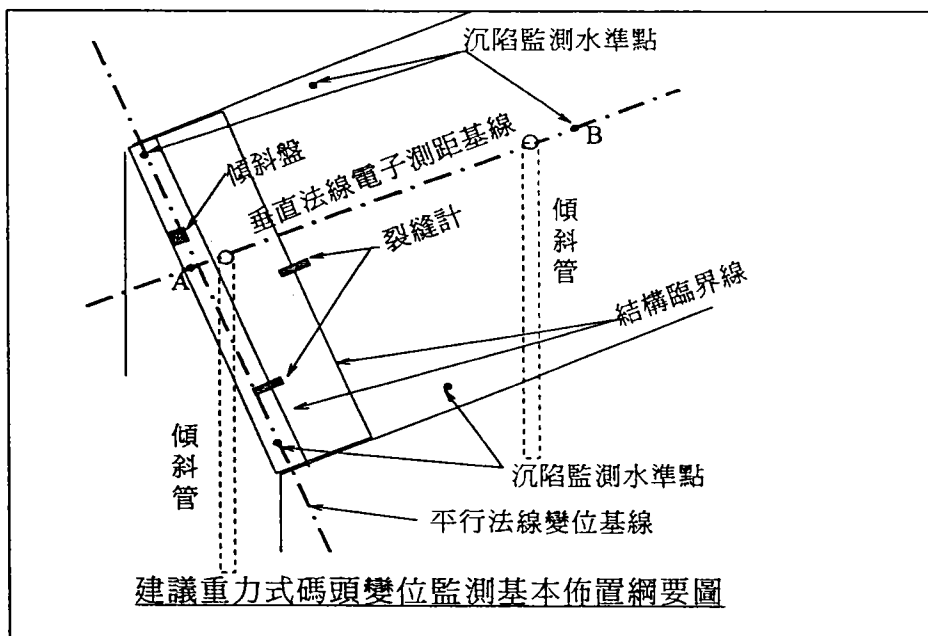 沉陷監測水準點
B
傾斜盤
垂直法線電子測距基線
傾斜管
裂縫計
A
結構臨界線
傾斜管
沉陷監測水準點
平行法線變位基線
建議重力式碼頭變位監測基本佈置綱要圖